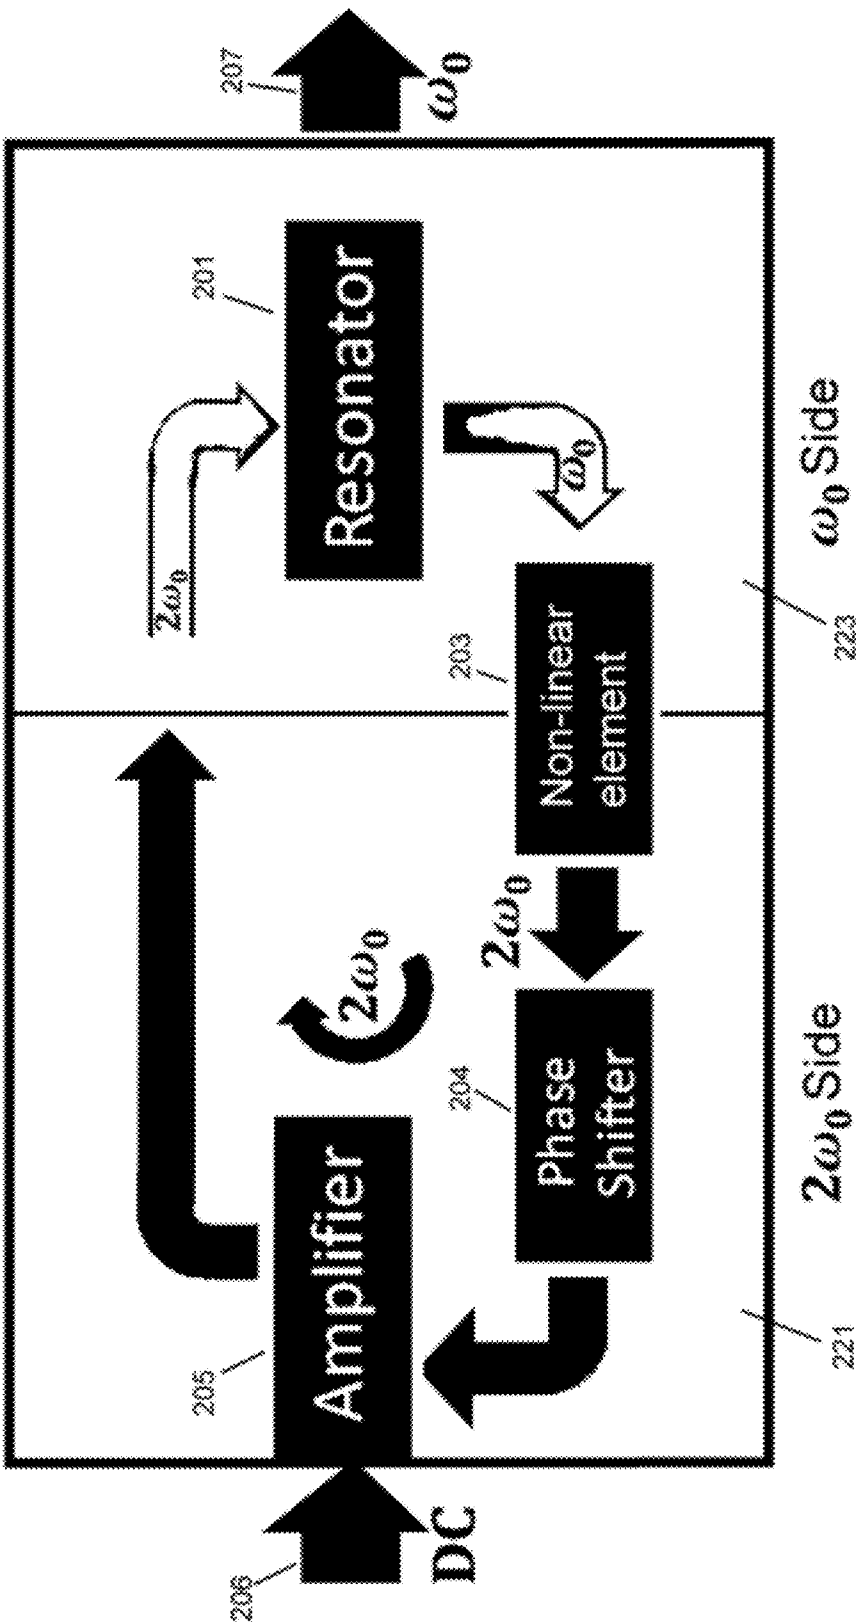 206
DC
205
Amplifier
2ω₀
204
Phase
Shifter
2ω₀
203
Non-linear
element
2ω₀
201
Resonator
ω₀
207
ω₀
221
2ω₀ Side
223
ω₀ Side